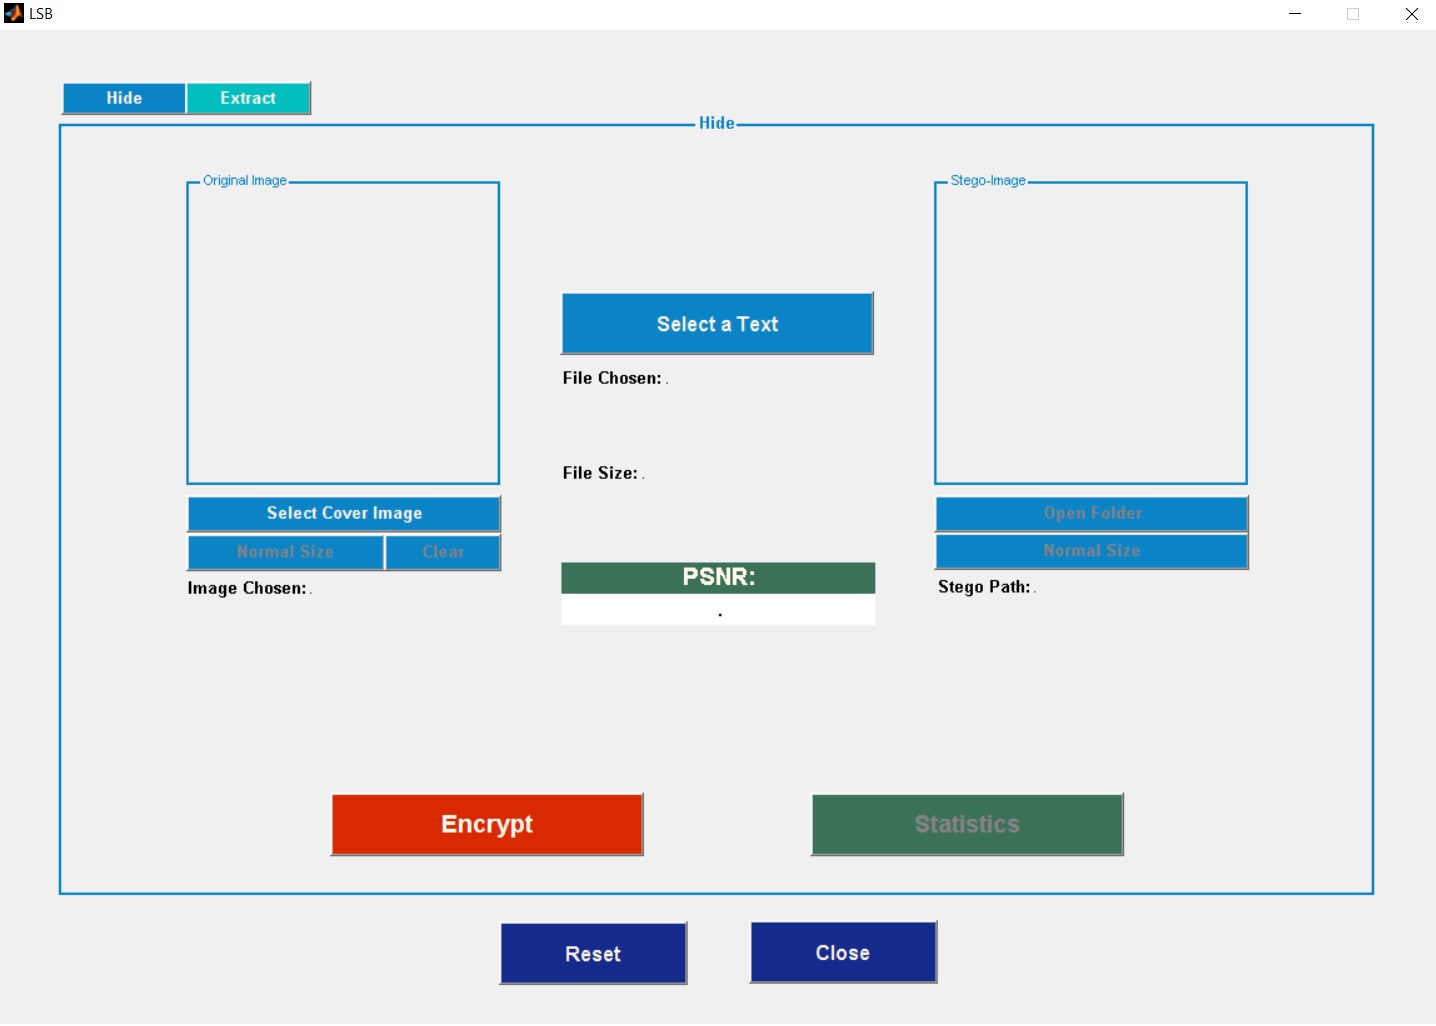 LSB
Hide Extract
Hide
Original Image
Stego-Image
Select a Text
File Chosen: .
File Size: .
Select Cover Image
Open Folder
Normal Size Clear
Normal Size
Image Chosen: .
PSNR:
.
Stego Path: .
Encrypt
Statistics
Reset
Close